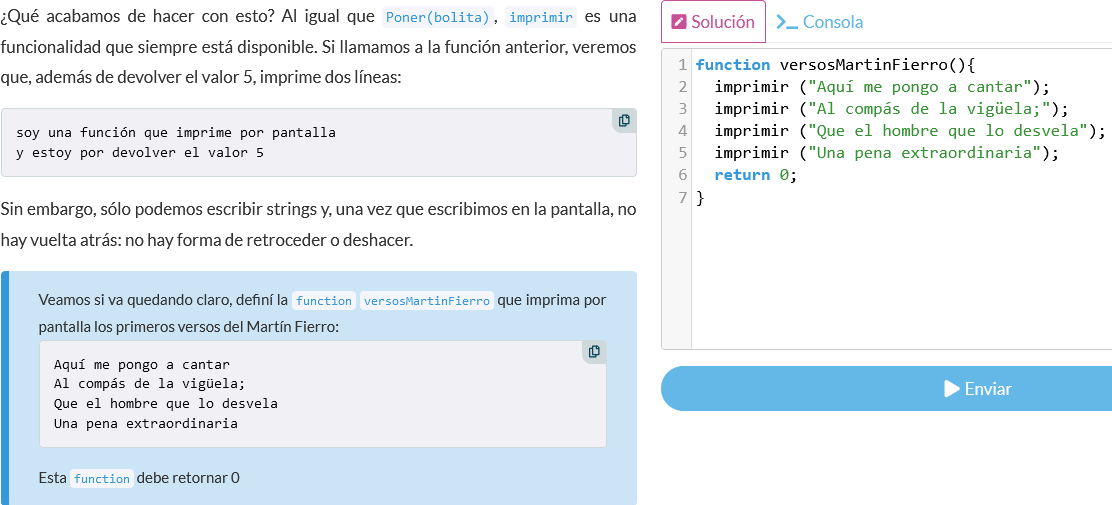 ¿Qué acabamos de hacer con esto? Al igual que Poner(bolita), imprimir es una
funcionalidad que siempre está disponible. Si llamamos a la función anterior, veremos
que, además de devolver el valor 5, imprime dos líneas:
soy una función que imprime por pantalla
y estoy por devolver el valor 5
Sin embargo, sólo podemos escribir strings y, una vez que escribimos en la pantalla, no
hay vuelta atrás: no hay forma de retroceder o deshacer.
Veamos si va quedando claro, definí la function versosMartinFierro que imprima por
pantalla los primeros versos del Martín Fierro:
Aquí me pongo a cantar
Al compás de la vigüela;
Que el hombre que lo desvela
Una pena extraordinaria
Esta function debe retornar 0
Solución
Consola
1 function versosMartinFierro(){
2 imprimir ("Aquí me pongo a cantar");
3 imprimir ("Al compás de la vigüela;");
4 imprimir ("Que el hombre que lo desvela");
5 imprimir ("Una pena extraordinaria");
6 return 0;
7 }
Enviar